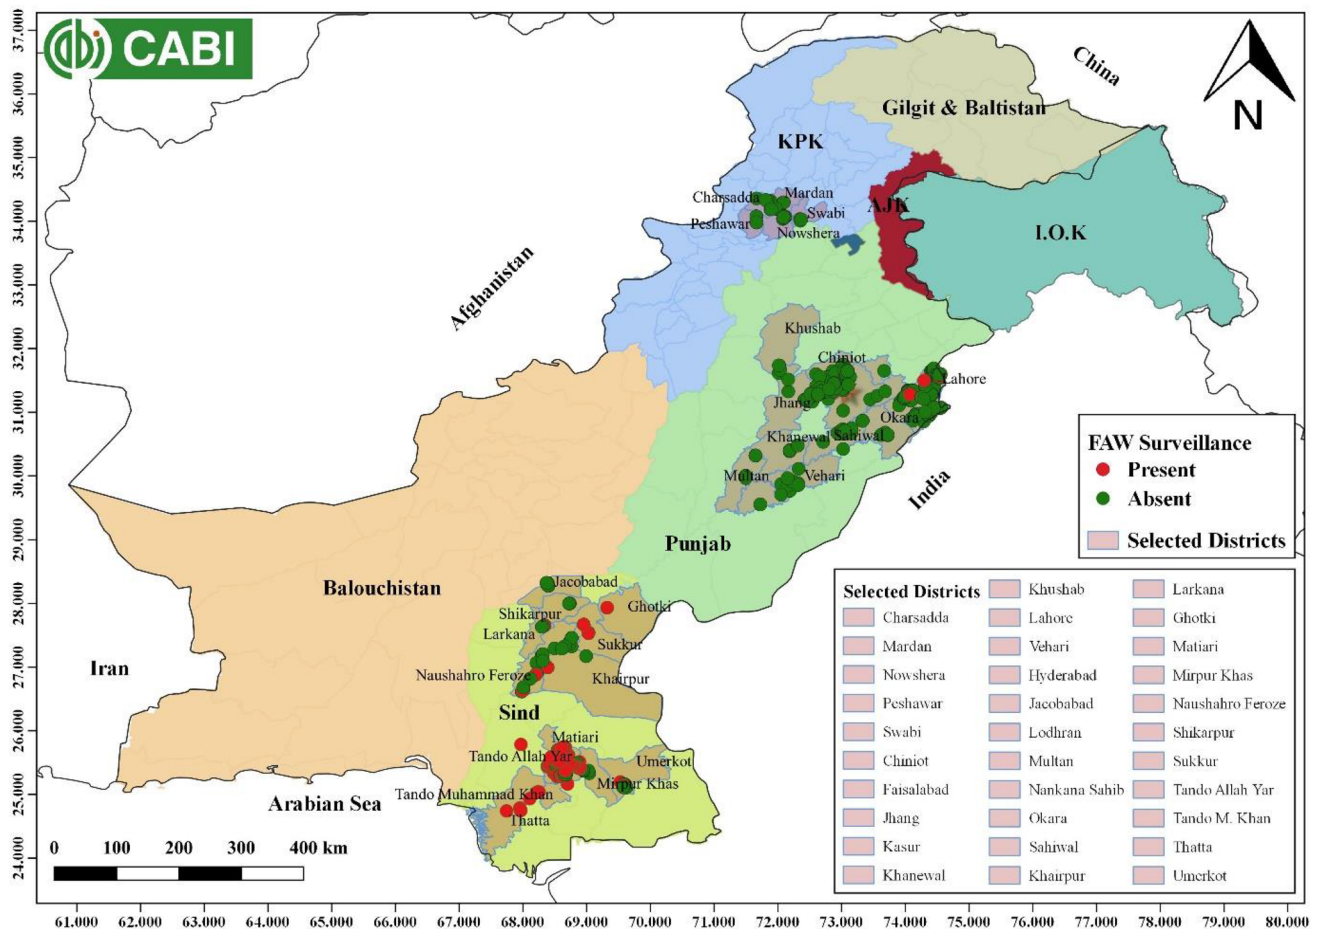 CABI
China
N
Gilgit & Baltistan
KPK
Charsadda
Mardan
AJK
Swabi
Peshawar
Nowshera
I.O.K
Afghanistan
Khushab
Chiniot
Lahore
Jhang
Okara
Khanewal
Sahiwal
Multan
Vehari
India
Punjab
FAW Surveillance
Present
Absent
Selected Districts
Jacobabad
Balouchistan
Shikarpur
Ghotki
Larkana
Sukkur
Iran
Naushahro Feroze
Khairpur
Sind
Matiari
Tando Allah Yar
Umerkot
Mirpur Khas
Tando Muhammad Khan
Arabian Sea
Thatta
0 100 200 300 400 km
Selected Districts
Charsadda
Mardan
Nowshera
Peshawar
Swabi
Chiniot
Faisalabad
Jhang
Kasur
Khanewal
Khushab
Lahore
Vehari
Hyderabad
Jacobabad
Lodhran
Multan
Nankana Sahib
Okara
Sahiwal
Khairpur
Larkana
Ghotki
Matiari
Mirpur Khas
Naushahro Feroze
Shikarpur
Sukkur
Tando Allah Yar
Tando M. Khan
Thatta
Umerkot
37.000
36.000
35.000
34.000
33.000
32.000
31.000
30.000
29.000
28.000
27.000
26.000
25.000
24.000
61.000 62.000 63.000 64.000 65.000 66.000 67.000 68.000 69.000 70.000 71.000 72.000 73.000 74.000 75.000 76.000 77.000 78.000 79.000 80.000